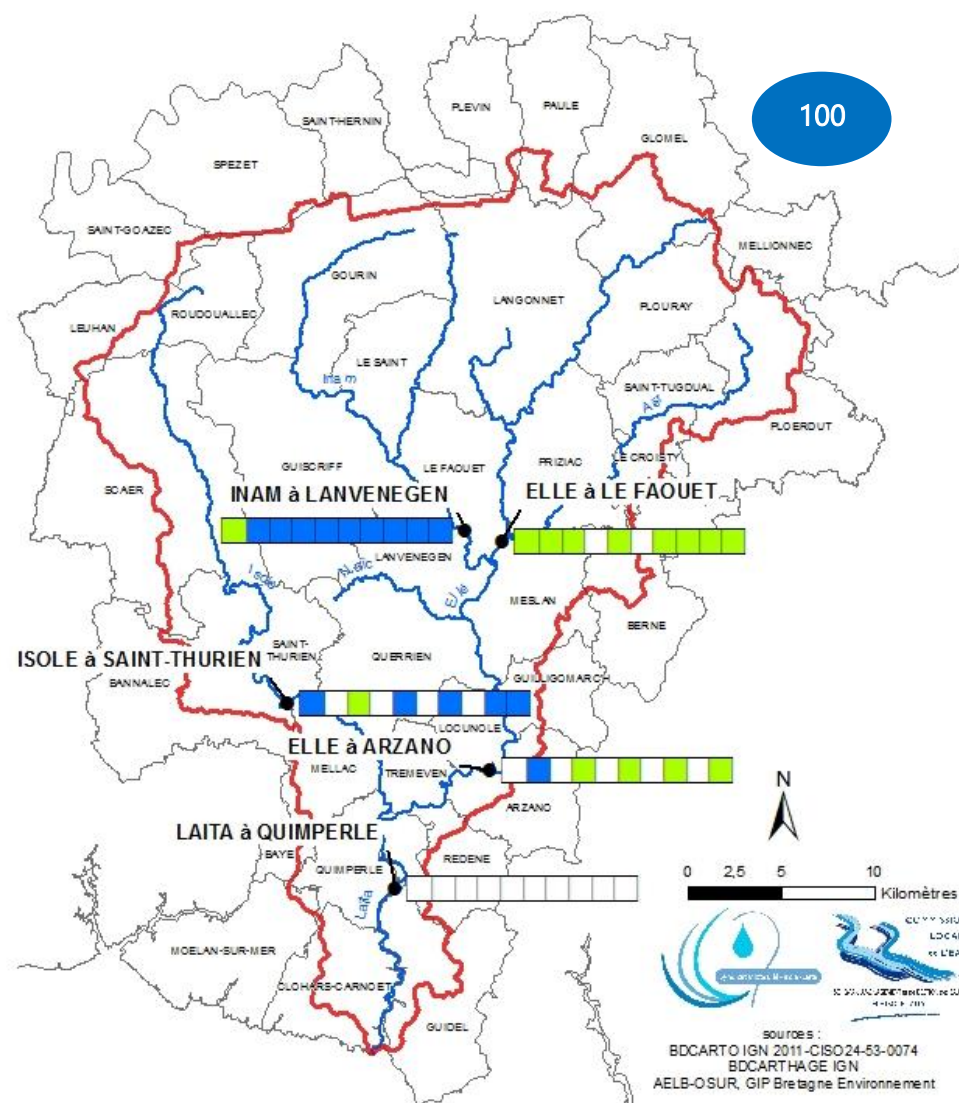 100
PLEVIN
PAULE
SAINT-HERNIN
GLOMEL
SPEZET
SAINT-GOAZEC
MELLIONNEC
GOURIN
LANGONNET
PLOURAY
ROUDOUALLEC
LEUHAN
LE SAINT
Inam
SAINT-TUGDUAL
PLOERDUT
LE CROISTY
GUISCRIFF
LE FAOUET
PRIZIAC
SCAER
INAM à LANVENEGEN
ELLE à LE FAOUET
LANVENEGEN
Isole
Ellé
MESLAN
BERNE
SAINT-
THURIEN
QUERRIEN
ISOLE à SAINT-THURIEN
BANNALEC
GUILLIGOMARCH
LOCUNOLE
ELLE à ARZANO
MELLAC
TREMEVEN
ARZANO
N
LAITA à QUIMPERLE
BAYE
QUIMPERLE
REDENE
0 2,5 5 10
Kilomètres
Laïta
MOELAN-SUR-MER
CLOHARS-CARNOET
GUIDEL
sources :
BDCARTO IGN 2011-CISO24-53-0074
BDCARTHAGE IGN
AELB-OSUR, GIP Bretagne Environnement